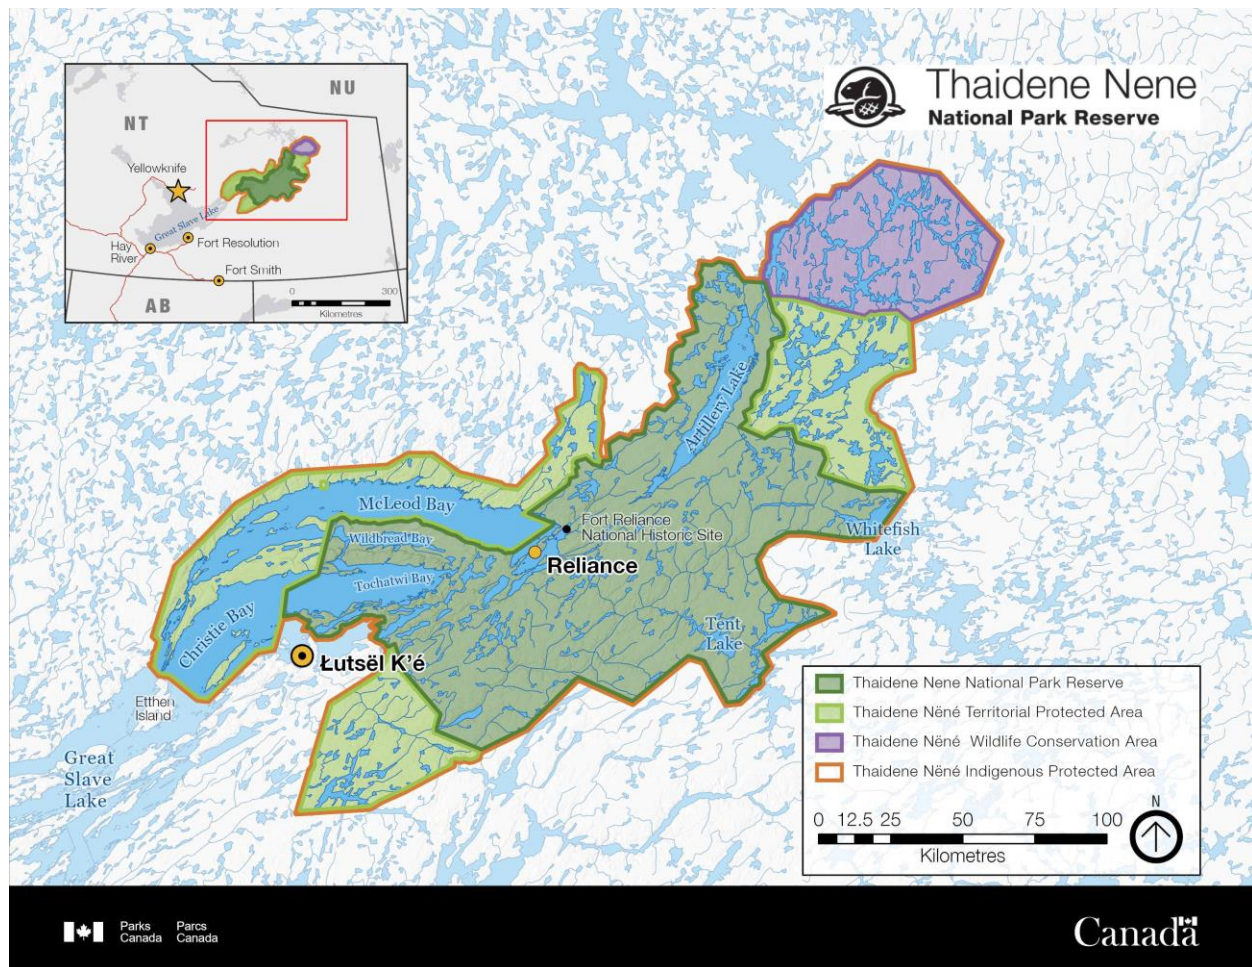 Thaidene Nene
National Park Reserve
NU
NT
Yellowknife
Great Slave Lake
Fort Resolution
Hay
River
Fort Smith
AB
0 300
Kilometres
Artillery Lake
McLeod Bay
Fort Reliance
National Historic Site
Whitefish
Lake
Wildbread Bay
Reliance
Tochatwi Bay
Christie Bay
Tent
Lake
Łutsël K'é
Etthen
Island
Great
Slave
Lake
Thaidene Nene National Park Reserve
Thaidene Nëné Territorial Protected Area
Thaidene Nëné Wildlife Conservation Area
Thaidene Nëné Indigenous Protected Area
N
0 12.5 25 50 75 100
Kilometres
Parks Parcs
Canada Canada
Canada